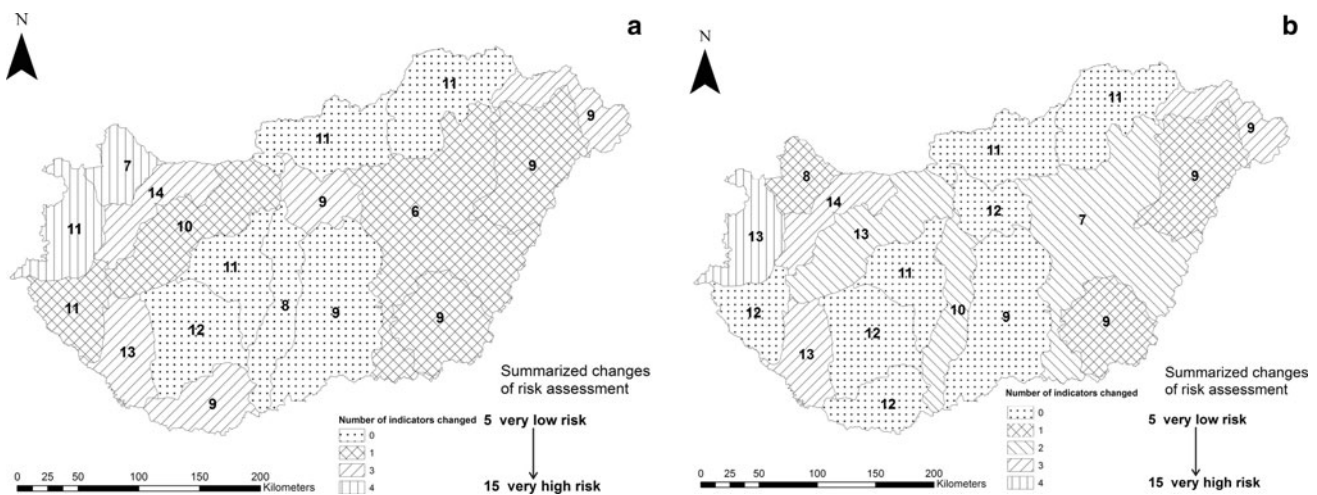 a
N
11
11
9
7
9
14
9
11
10
6
11
11
8
9
12
9
13
9
Summarized changes
of risk assessment
Number of indicators changed
0
1
3
4
5 very low risk
15 very high risk
0 25 50 100 150 200
Kilometers
b
N
11
9
11
8
9
14
12
7
13
13
11
12
10
9
9
12
13
12
Summarized changes
of risk assessment
Number of indicators changed
0
1
2
3
4
5 very low risk
15 very high risk
0 25 50 100 150 200
Kilometers